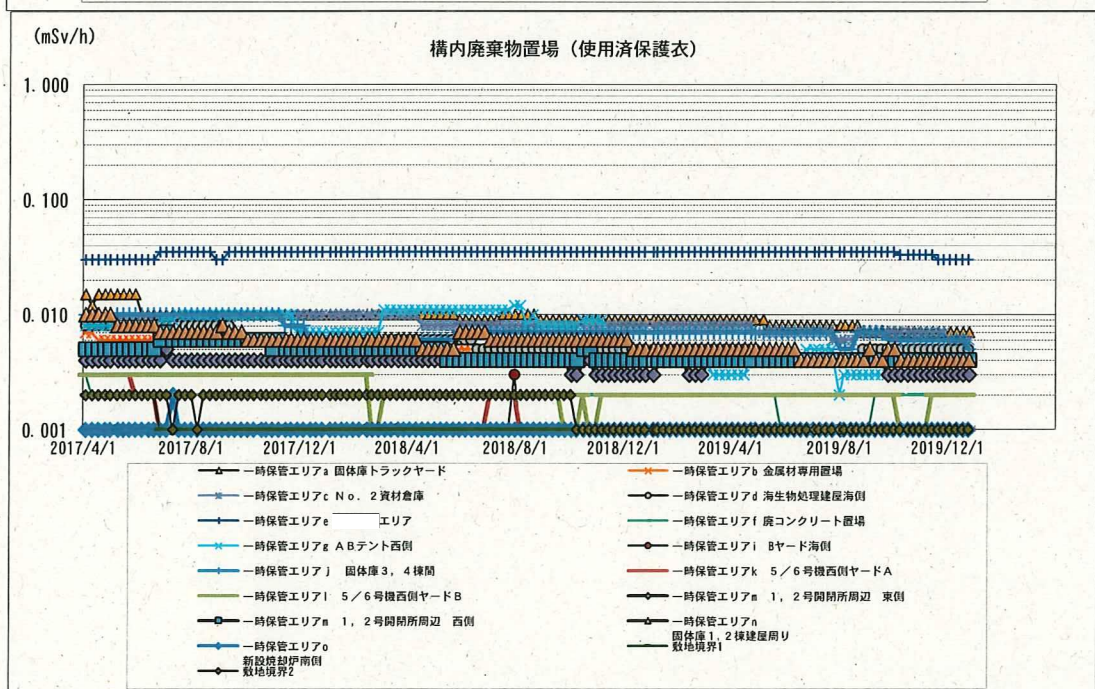 (mSv/h)
構内廃棄物置場（使用済保護衣）
1.000
0.100
0.010
0.001
2017/4/1 2017/8/1 2017/12/1 2018/4/1 2018/8/1 2018/12/1 2019/4/1 2019/8/1 2019/12/1
一時保管エリアa 固体庫トラックヤード
一時保管エリアb 金属材専用置場
一時保管エリアc No．2資材倉庫
一時保管エリアd 海生物処理建屋海側
一時保管エリアe エリア
一時保管エリアf 廃コンクリート置場
一時保管エリアg ABテント西側
一時保管エリアi Bヤード海側
一時保管エリアj 固体庫3，4棟間
一時保管エリアk 5／6号機西側ヤードA
一時保管エリアl 5／6号機西側ヤードB
一時保管エリアm 1，2号開閉所周辺 東側
一時保管エリアm 1，2号開閉所周辺 西側
一時保管エリアn
一時保管エリアo
固体庫1，2棟建屋周り
敷地境界1
新設焼却炉南側
敷地境界2